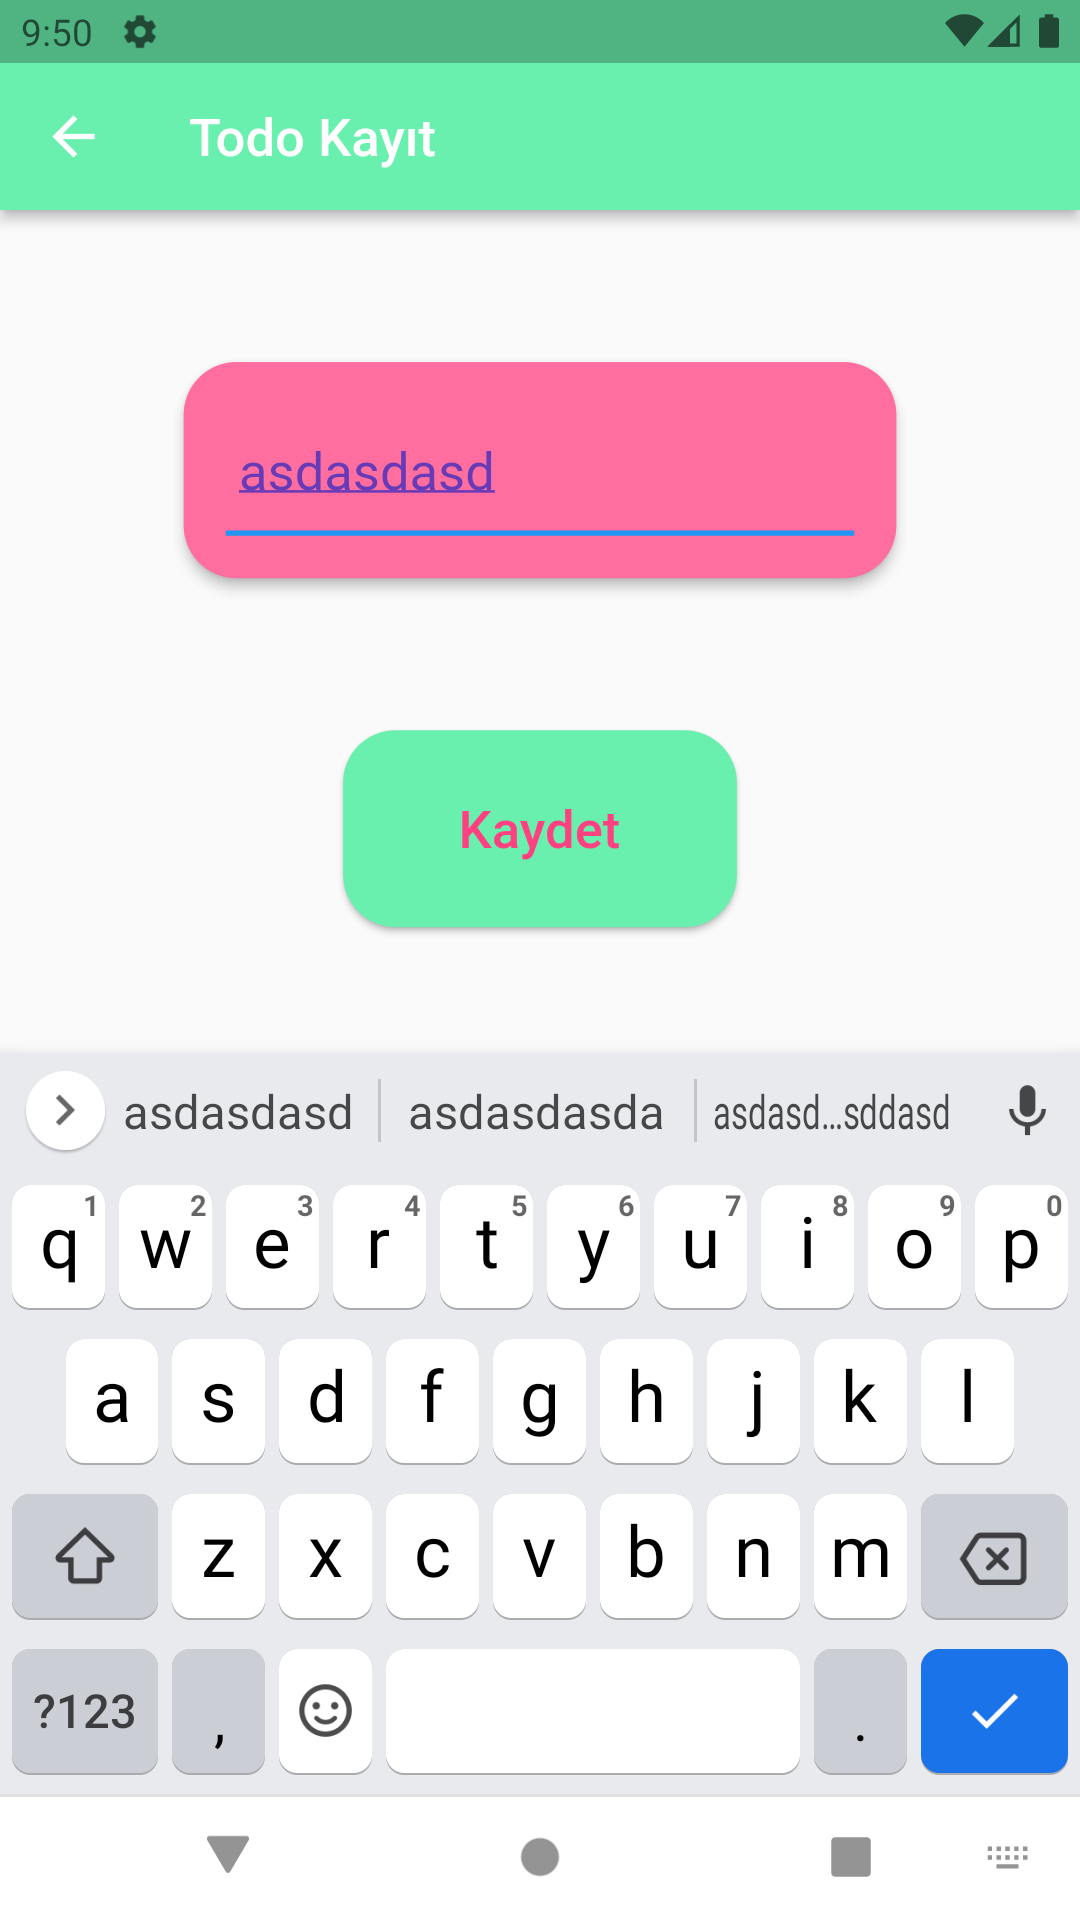 9:50
Todo Kayıt
asdasdasd
Kaydet
asdasdasd asdasdasda asdasd...sddasd
1 2 3 4 5 6 7 8 9 0
q w e r t y u i o p
a s d f g h j k l
z x c v b n m
?123 , .